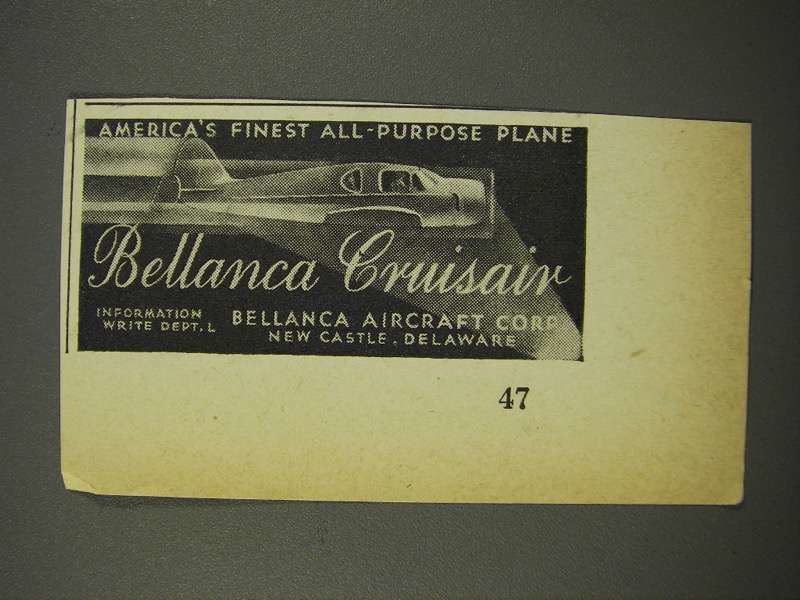 AMERICA'S FINEST ALL-PURPOSE PLANE
Bellanca Cruisair
INFORMATION
WRITE DEPT. L
BELLANCA AIRCRAFT CORP.
NEW CASTLE, DELAWARE
47